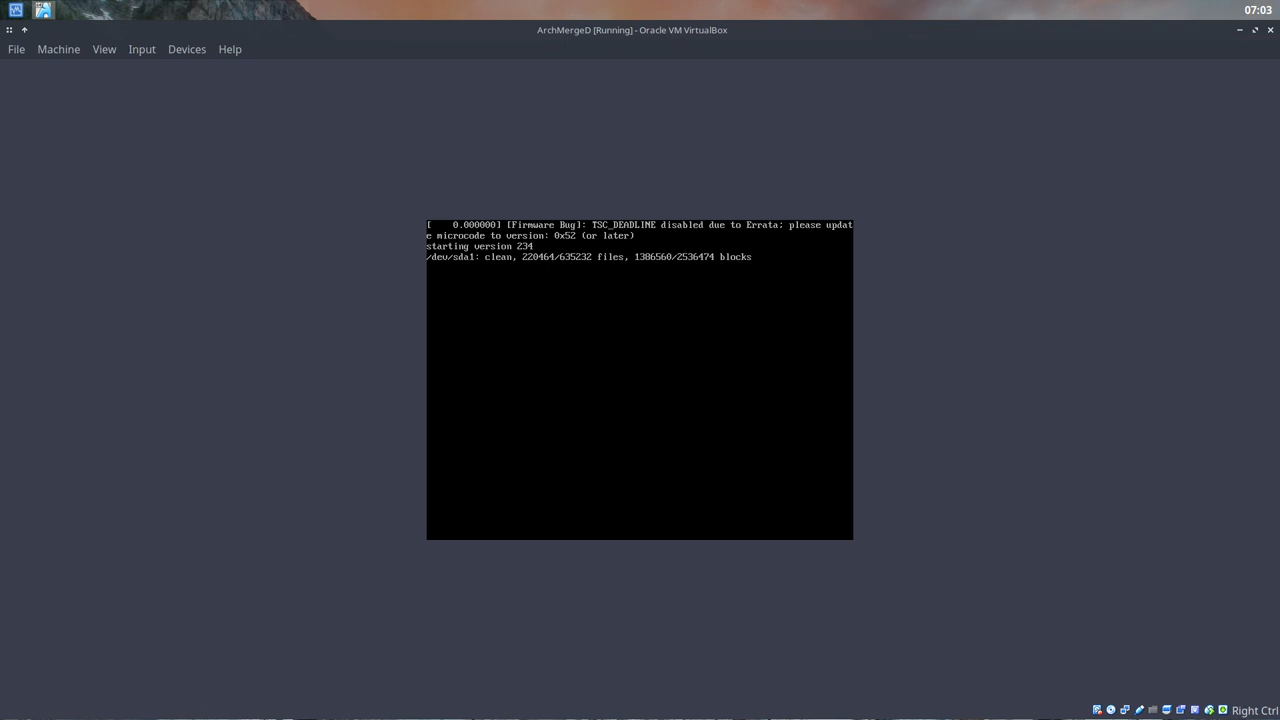 07:03
ArchMergeD [Running] - Oracle VM VirtualBox
File Machine View Input Devices Help
[    0.000000] [Firmware Bug]: TSC_DEADLINE disabled due to Errata; please updat
e microcode to version: 0x52 (or later)
starting version 234
/dev/sda1: clean, 220464/635232 files, 1386560/2536474 blocks
Right Ctrl